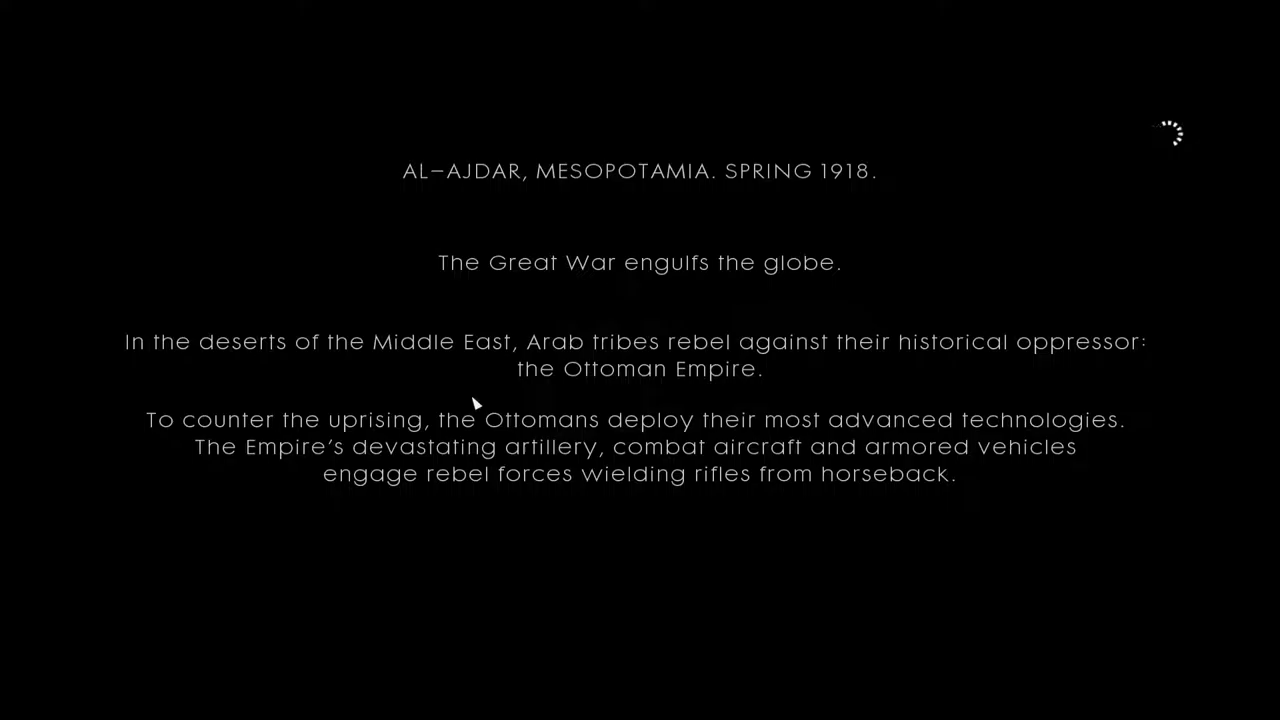 AL–AJDAR, MESOPOTAMIA. SPRING 1918.
The Great War engulfs the globe.
In the deserts of the Middle East, Arab tribes rebel against their historical oppressor:
the Ottoman Empire.
To counter the uprising, the Ottomans deploy their most advanced technologies.
The Empire's devastating artillery, combat aircraft and armored vehicles
engage rebel forces wielding rifles from horseback.